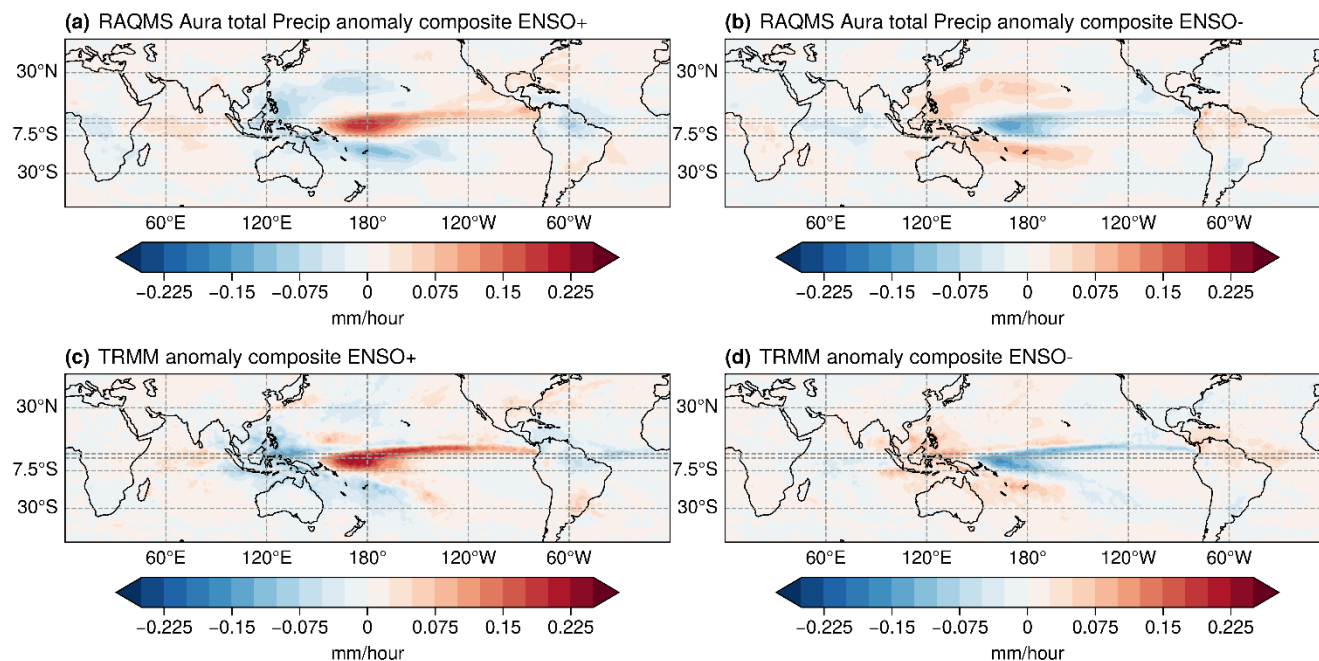 (a) RAQMS Aura total Precip anomaly composite ENSO+
30°N
7.5°S
30°S
60°E 120°E 180° 120°W 60°W
−0.225 −0.15 −0.075 0 0.075 0.15 0.225
mm/hour
(b) RAQMS Aura total Precip anomaly composite ENSO-
30°N
7.5°S
30°S
60°E 120°E 180° 120°W 60°W
−0.225 −0.15 −0.075 0 0.075 0.15 0.225
mm/hour
(c) TRMM anomaly composite ENSO+
30°N
7.5°S
30°S
60°E 120°E 180° 120°W 60°W
−0.225 −0.15 −0.075 0 0.075 0.15 0.225
mm/hour
(d) TRMM anomaly composite ENSO-
30°N
7.5°S
30°S
60°E 120°E 180° 120°W 60°W
−0.225 −0.15 −0.075 0 0.075 0.15 0.225
mm/hour